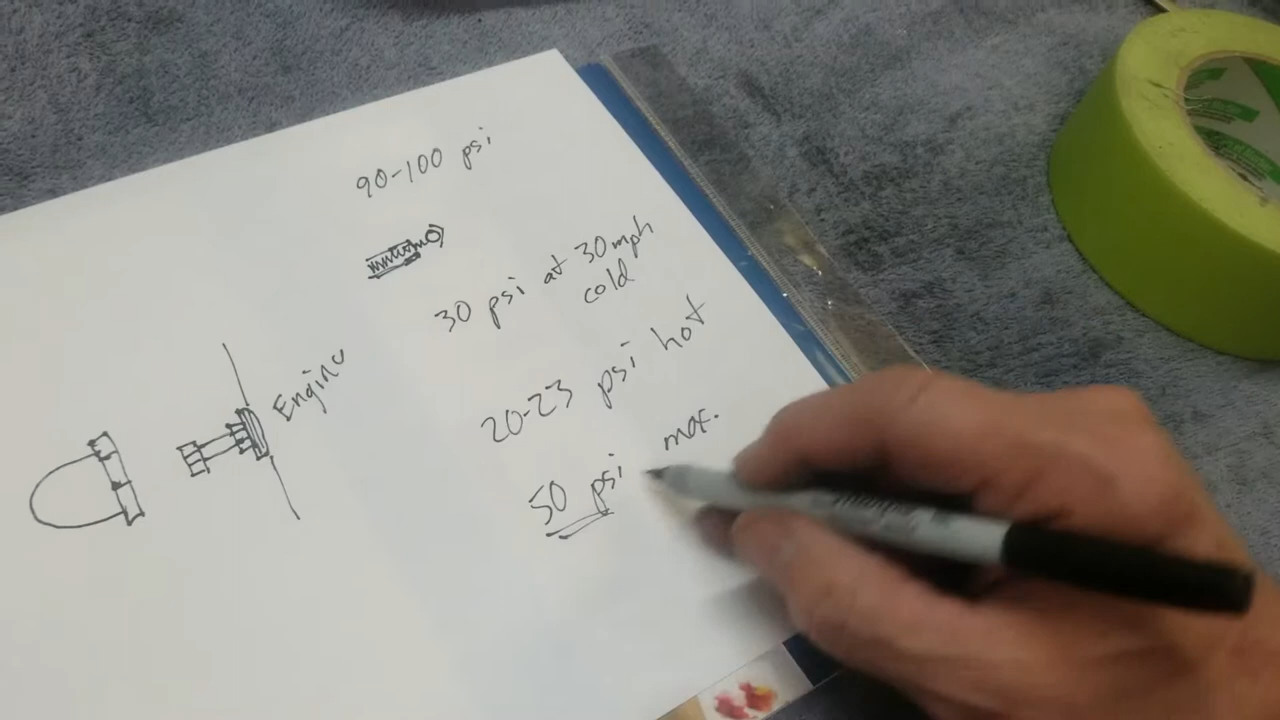 90-100 psi
30 psi at 30 mph
cold
20-23 psi hot
50 psi max.
Engine